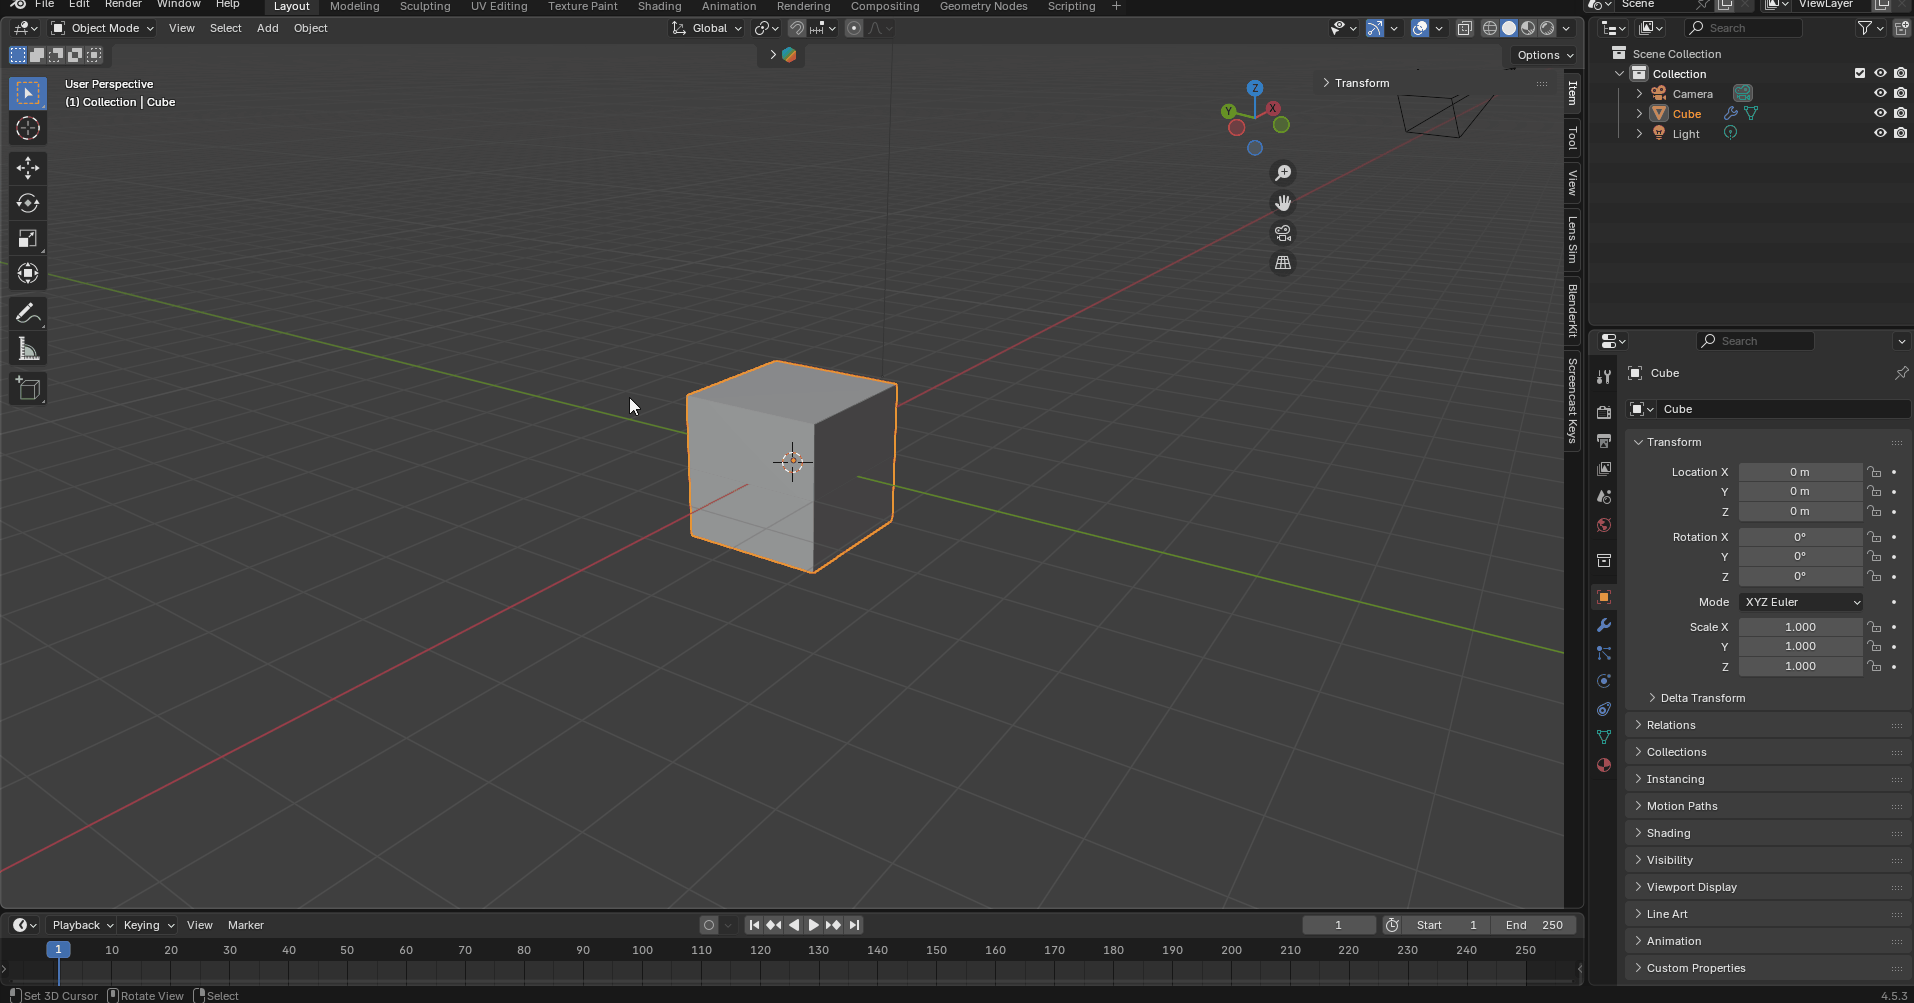 File Edit Render Window Help Layout Modeling Sculpting UV Editing Texture Paint Shading Animation Rendering Compositing Geometry Nodes Scripting + Scene ViewLayer
Object Mode View Select Add Object Global Search
Options
User Perspective
(1) Collection | Cube
Transform
Z
Y
X
Item
Tool
View
Lens Sim
BlenderKit
Screencast Keys
Scene Collection
Collection
Camera
Cube
Light
Search
Cube
Cube
Transform
Location X 0 m
Y 0 m
Z 0 m
Rotation X 0°
Y 0°
Z 0°
Mode XYZ Euler
Scale X 1.000
Y 1.000
Z 1.000
Delta Transform
Relations
Collections
Instancing
Motion Paths
Shading
Visibility
Viewport Display
Line Art
Animation
Custom Properties
Playback Keying View Marker 1 Start 1 End 250
1 10 20 30 40 50 60 70 80 90 100 110 120 130 140 150 160 170 180 190 200 210 220 230 240 250
Set 3D Cursor Rotate View Select 4.5.3